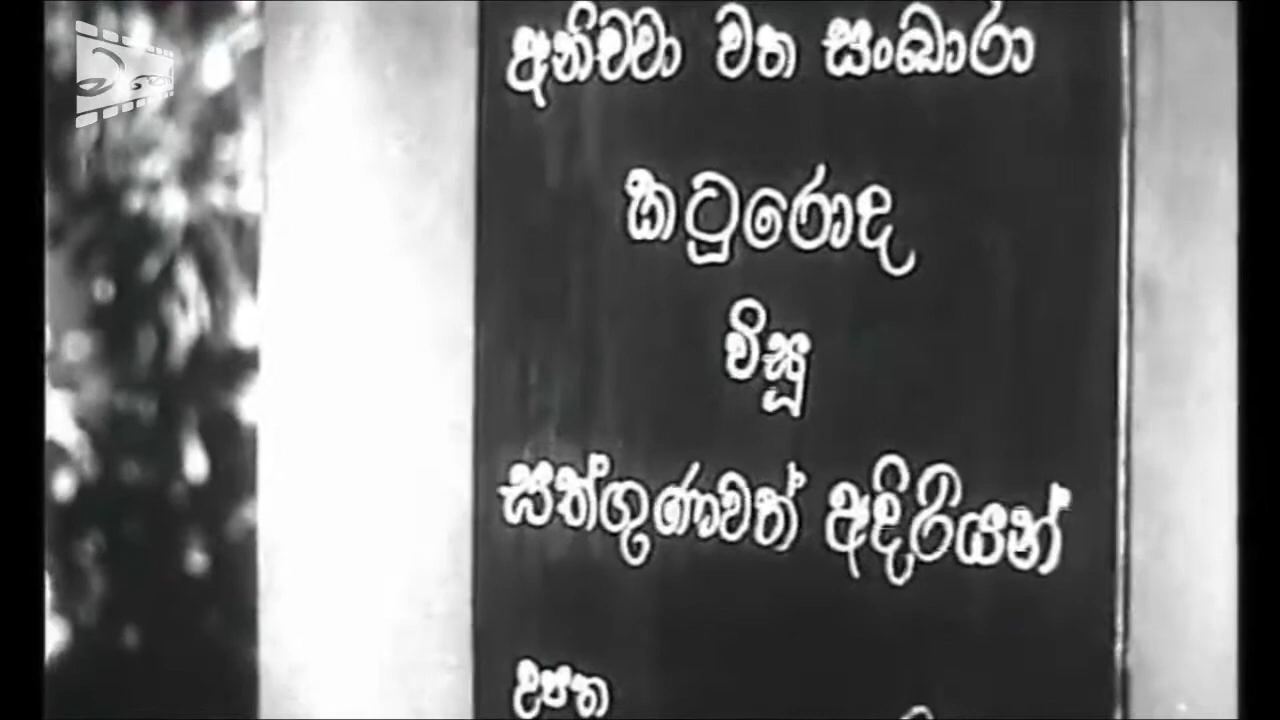 අනිච්චා වත සංඛාරා
කටුරොද
විසූ
සත්ගුණවත් අදිරියන්
උපත